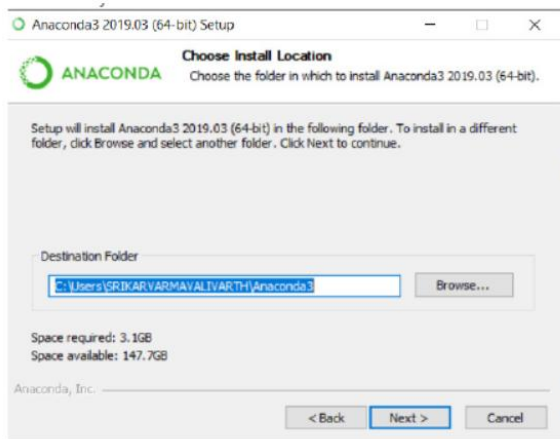 Anaconda3 2019.03 (64-bit) Setup
ANACONDA
Choose Install Location
Choose the folder in which to install Anaconda3 2019.03 (64-bit).
Setup will install Anaconda3 2019.03 (64-bit) in the following folder. To install in a different
folder, click Browse and select another folder. Click Next to continue.
Destination Folder
C:\Users\SRIKARVARMAVALIVARTH\Anaconda3
Browse...
Space required: 3.1GB
Space available: 147.7GB
Anaconda, Inc.
< Back
Next >
Cancel